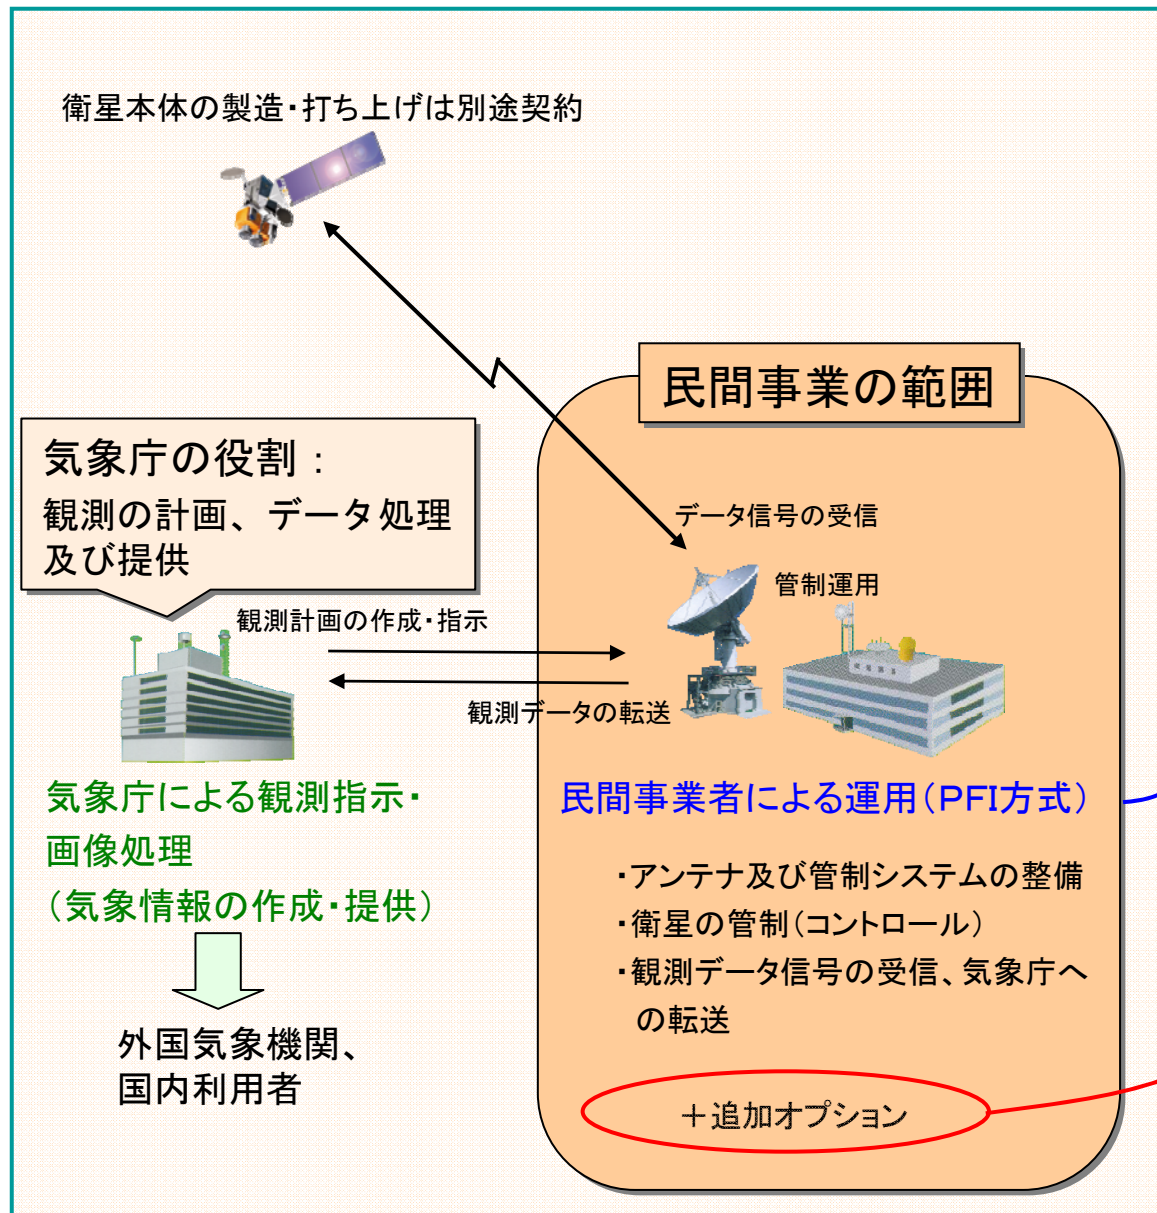 衛星本体の製造・打ち上げは別途契約
民間事業の範囲
気象庁の役割：
観測の計画、データ処理
及び提供
データ信号の受信
管制運用
観測計画の作成・指示
観測データの転送
気象庁による観測指示・
画像処理
（気象情報の作成・提供）
外国気象機関、
国内利用者
民間事業者による運用（PFI方式）
・アンテナ及び管制システムの整備
・衛星の管制（コントロール）
・観測データ信号の受信、気象庁へ
の転送
＋追加オプション